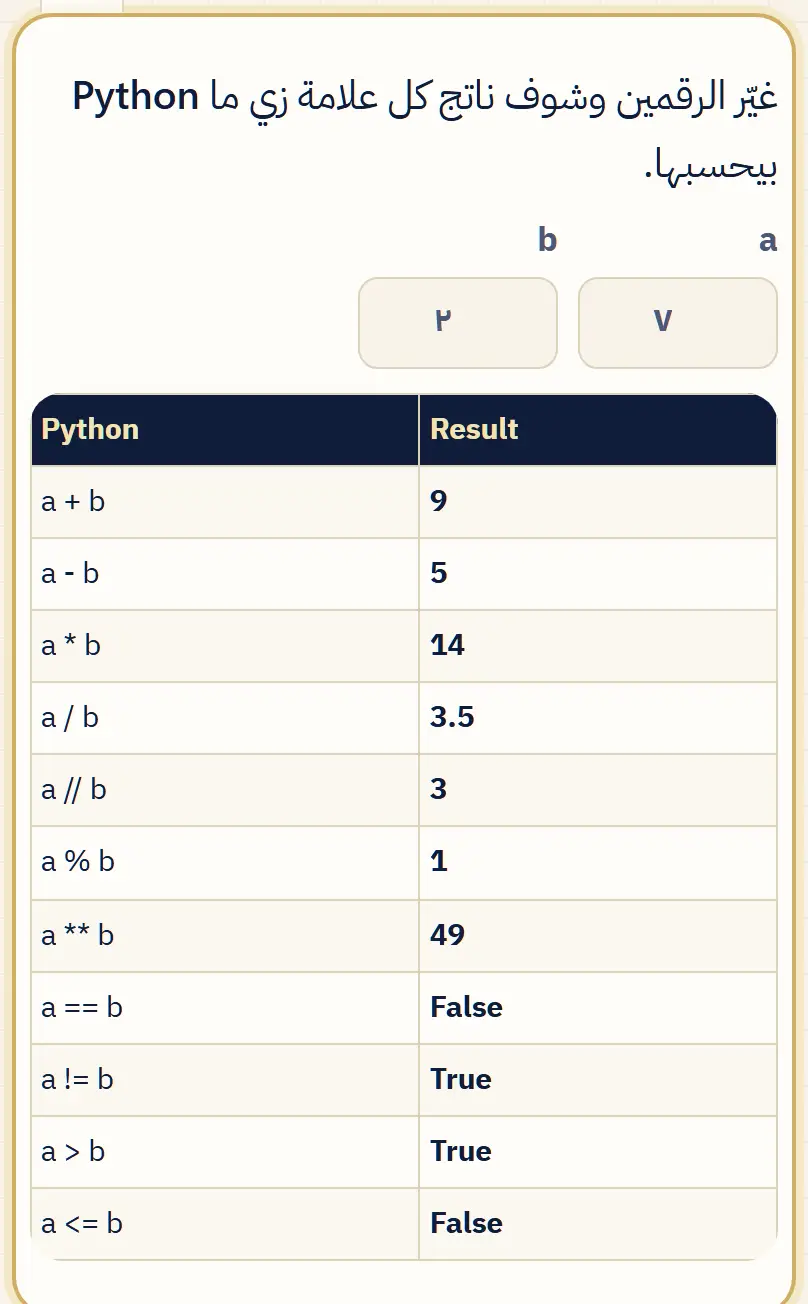 غيّر الرقمين وشوف ناتج كل علامة زي ما Python
بيحسبها.
a b
٧ ٢
Python Result
a + b 9
a - b 5
a * b 14
a / b 3.5
a // b 3
a % b 1
a ** b 49
a == b False
a != b True
a > b True
a <= b False